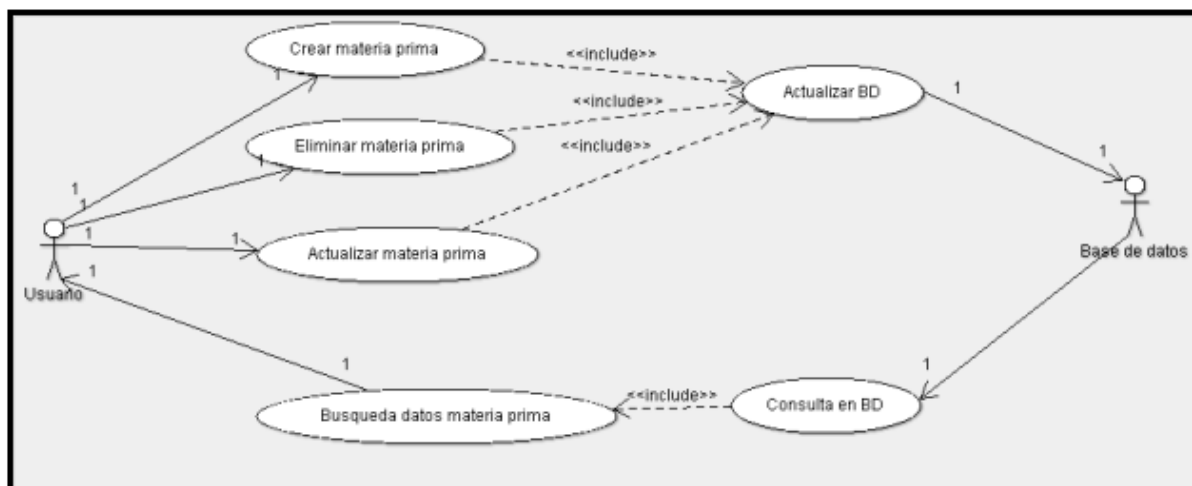 Crear materia prima
<<include>>
1
Actualizar BD
1
<<include>>
Eliminar materia prima
1
<<include>>
1
1
1
1
1
Actualizar materia prima
Base de datos
1
Usuario
1
1
<<include>>
Consulta en BD
Busqueda datos materia prima